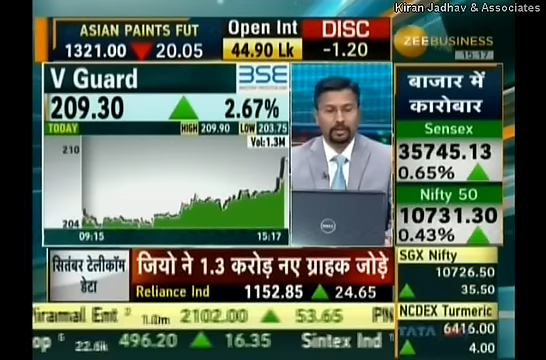 Kiran Jadhav & Associates
ASIAN PAINTS FUT
1321.00 ▼ 20.05
Open Int
44.90 Lk
DISC
-1.20
ZEE BUSINESS
15:17
V Guard
BSE
209.30 ▲ 2.67%
TODAY
HIGH 209.90 LOW 203.75
Vol:1.3M
210
204
09:15 15:17
DELL
बाजार में
कारोबार
Sensex
35745.13
0.65% ▲
Nifty 50
10731.30
0.43% ▲
SGX Nifty
10726.50
▲ 35.50
NCDEX Turmeric
6416.00
▲ 4.00
सितंबर टेलीकॉम
डेटा
जियो ने 1.3 करोड़ नए ग्राहक जोड़े
Reliance Ind 1152.85 ▲ 24.65
Piramal Ent 2102.00 ▲ 53.65
496.20 ▲ 16.35 Sintex Ind
TATA